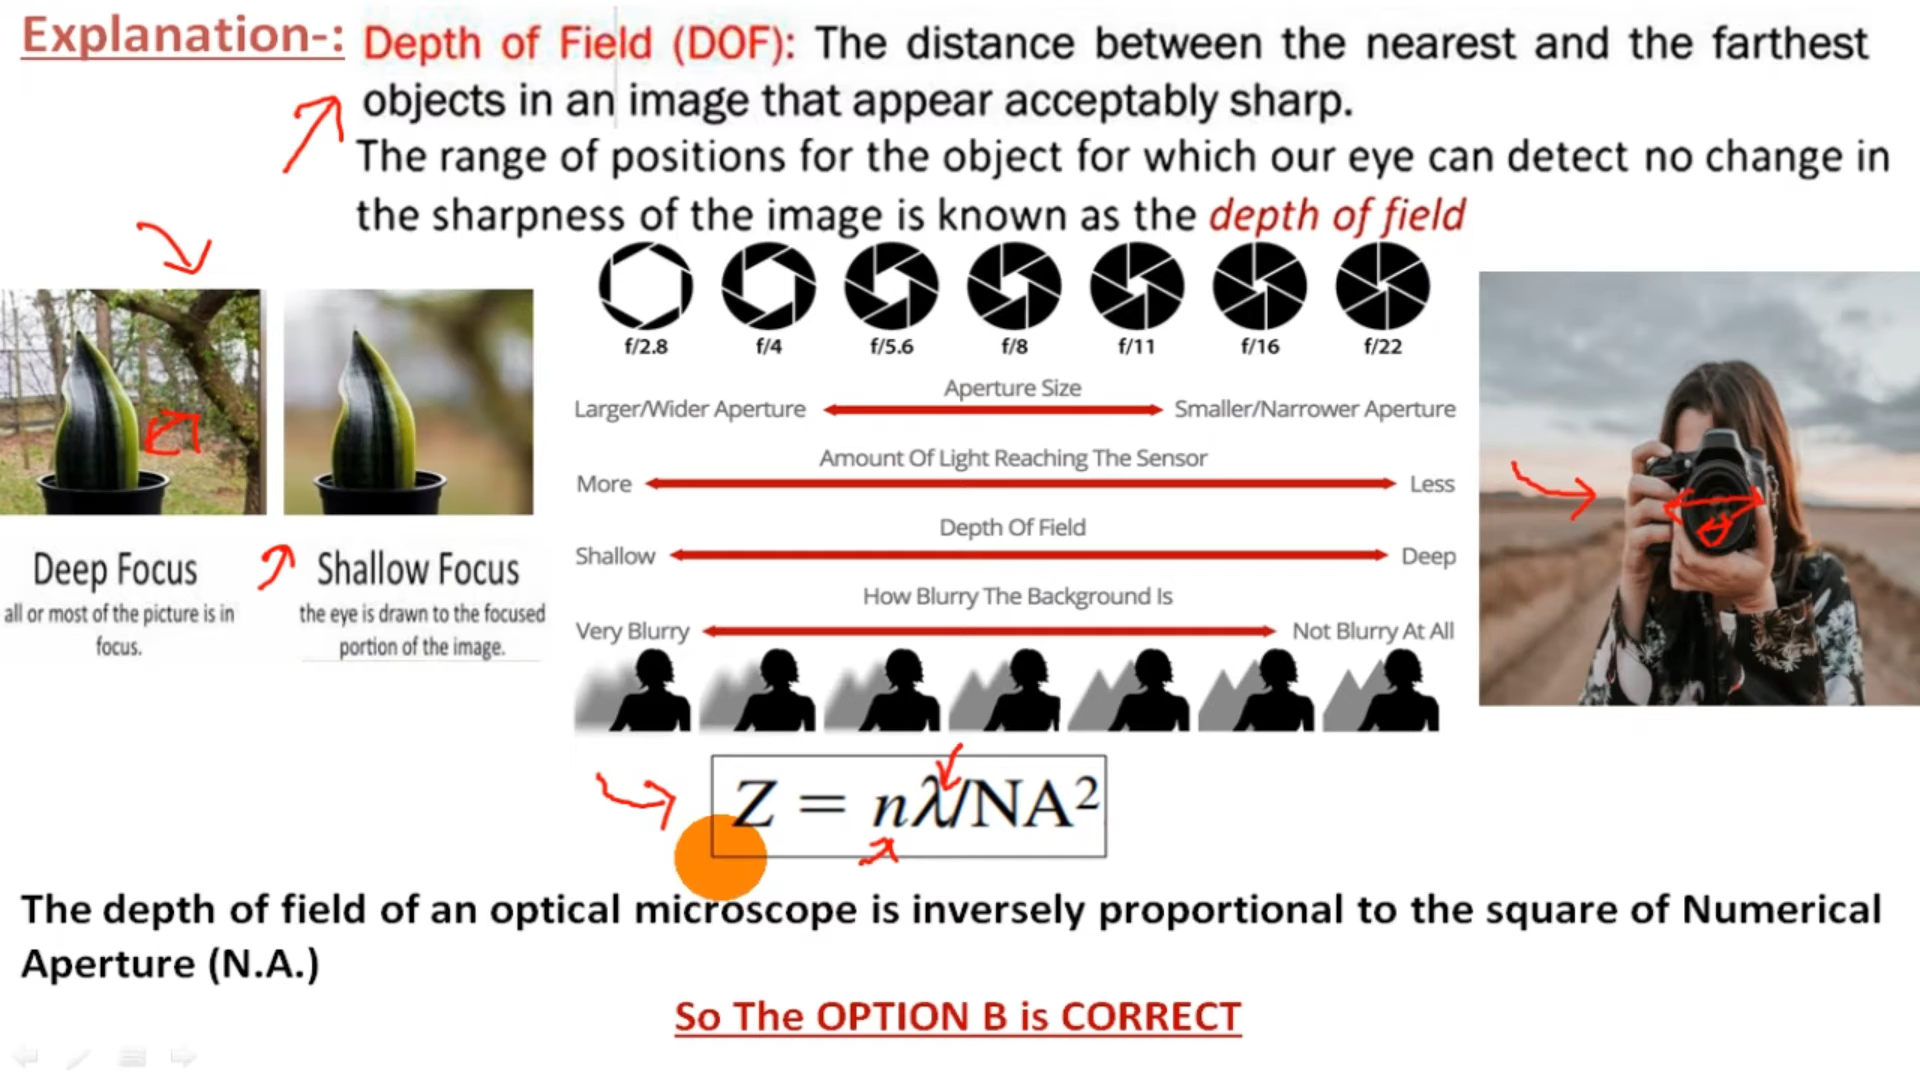 Explanation-: Depth of Field (DOF): The distance between the nearest and the farthest
objects in an image that appear acceptably sharp.
The range of positions for the object for which our eye can detect no change in
the sharpness of the image is known as the depth of field
f/2.8 f/4 f/5.6 f/8 f/11 f/16 f/22
Aperture Size
Larger/Wider Aperture Smaller/Narrower Aperture
Amount Of Light Reaching The Sensor
More Less
Depth Of Field
Shallow Deep
How Blurry The Background Is
Very Blurry Not Blurry At All
Deep Focus
all or most of the picture is in
focus.
Shallow Focus
the eye is drawn to the focused
portion of the image.
Z = nλ/NA²
The depth of field of an optical microscope is inversely proportional to the square of Numerical
Aperture (N.A.)
So The OPTION B is CORRECT